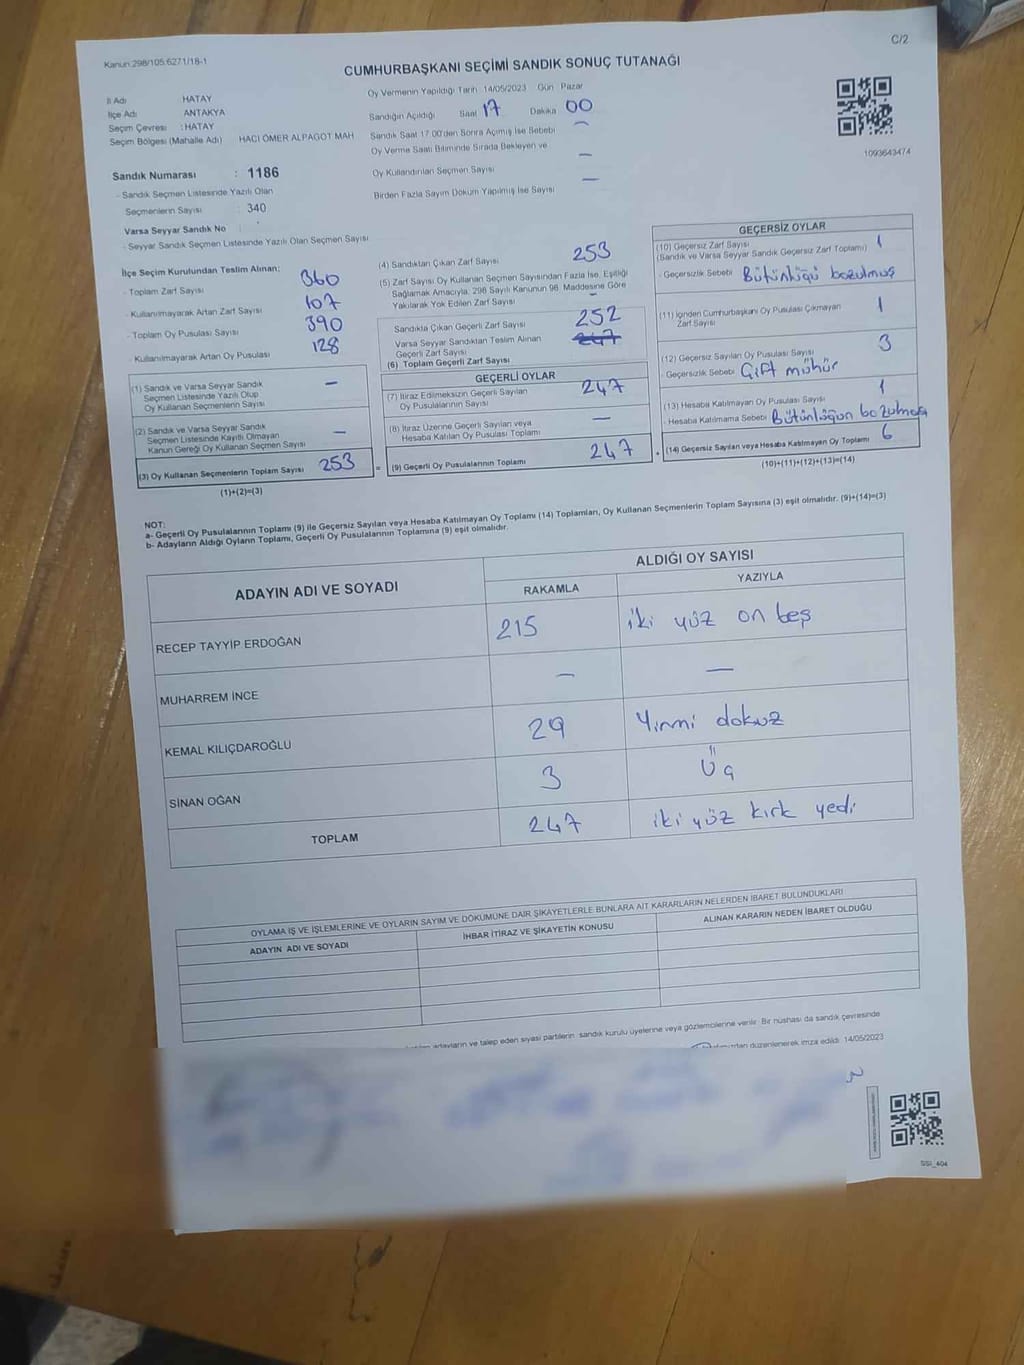 C/2
Kanun:298/105:6271/18-1
CUMHURBAŞKANI SEÇİMİ SANDIK SONUÇ TUTANAĞI
İl Adı HATAY
İlçe Adı ANTAKYA
Seçim Çevresi : HATAY
Seçim Bölgesi (Mahalle Adı) HACI ÖMER ALPAGOT MAH
Oy Vermenin Yapıldığı Tarih 14/05/2023 Gün Pazar
Sandığın Açıldığı Saat 17 Dakika 00
Sandık Saat 17.00'den Sonra Açılmış İse Sebebi —
Oy Verme Saati Bitiminde Sırada Bekleyen ve
Oy Kullandırılan Seçmen Sayısı —
Birden Fazla Sayım Döküm Yapılmış İse Sayısı —
1093643474
Sandık Numarası : 1186
- Sandık Seçmen Listesinde Yazılı Olan
Seçmenlerin Sayısı : 340
Varsa Seyyar Sandık No :
- Seyyar Sandık Seçmen Listesinde Yazılı Olan Seçmen Sayısı
İlçe Seçim Kurulundan Teslim Alınan:
- Toplam Zarf Sayısı 360
- Kullanılmayarak Artan Zarf Sayısı 107
- Toplam Oy Pusulası Sayısı 390
- Kullanılmayarak Artan Oy Pusulası 128
(1) Sandık ve Varsa Seyyar Sandık
Seçmen Listesinde Yazılı Olup
Oy Kullanan Seçmenlerin Sayısı —
(2) Sandık ve Varsa Seyyar Sandık
Seçmen Listesinde Kayıtlı Olmayan
Kanun Gereği Oy Kullanan Seçmen Sayısı —
(3) Oy Kullanan Seçmenlerin Toplam Sayısı 253
(1)+(2)=(3)
(4) Sandıktan Çıkan Zarf Sayısı 253
(5) Zarf Sayısı Oy Kullanan Seçmen Sayısından Fazla İse, Eşitliği
Sağlamak Amacıyla, 298 Sayılı Kanunun 98. Maddesine Göre
Yakılarak Yok Edilen Zarf Sayısı —
Sandıkta Çıkan Geçerli Zarf Sayısı 252
Varsa Seyyar Sandıktan Teslim Alınan
Geçerli Zarf Sayısı 247
(6) Toplam Geçerli Zarf Sayısı
GEÇERLİ OYLAR
(7) İtiraz Edilmeksizin Geçerli Sayılan
Oy Pusulalarının Sayısı 247
(8) İtiraz Üzerine Geçerli Sayılan veya
Hesaba Katılan Oy Pusulası Toplamı —
= (9) Geçerli Oy Pusulalarının Toplamı 247
GEÇERSİZ OYLAR
(10) Geçersiz Zarf Sayısı
(Sandık ve Varsa Seyyar Sandık Geçersiz Zarf Toplamı) 1
- Geçersizlik Sebebi Bütünlüğü bozulmuş
(11) İçinden Cumhurbaşkanı Oy Pusulası Çıkmayan
Zarf Sayısı 1
(12) Geçersiz Sayılan Oy Pusulası Sayısı 3
- Geçersizlik Sebebi Çift mühür
(13) Hesaba Katılmayan Oy Pusulası Sayısı 1
- Hesaba Katılmama Sebebi Bütünlüğün bozulması
+ (14) Geçersiz Sayılan veya Hesaba Katılmayan Oy Toplamı 6
(10)+(11)+(12)+(13)=(14)
NOT:
a- Geçerli Oy Pusulalarının Toplamı (9) ile Geçersiz Sayılan veya Hesaba Katılmayan Oy Toplamı (14) Toplamları, Oy Kullanan Seçmenlerin Toplam Sayısına (3) eşit olmalıdır. (9)+(14)=(3)
b- Adayların Aldığı Oyların Toplamı, Geçerli Oy Pusulalarının Toplamına (9) eşit olmalıdır.
ADAYIN ADI VE SOYADI ALDIĞI OY SAYISI
RAKAMLA YAZIYLA
RECEP TAYYİP ERDOĞAN 215 iki yüz on beş
MUHARREM İNCE — —
KEMAL KILIÇDAROĞLU 29 Yirmi dokuz
SİNAN OĞAN 3 Üç
TOPLAM 247 iki yüz kırk yedi
OYLAMA İŞ VE İŞLEMLERİNE VE OYLARIN SAYIM VE DÖKÜMÜNE DAİR ŞİKAYETLERLE BUNLARA AİT KARARLARIN NELERDEN İBARET BULUNDUKLARI
ADAYIN ADI VE SOYADI İHBAR İTİRAZ VE ŞİKAYETİN KONUSU ALINAN KARARIN NEDEN İBARET OLDUĞU
adayların ve talep eden siyasi partilerin sandık kurulu üyelerine veya gözlemcilerine verilir. Bir nüshası da sandık çevresinde
düzenlenerek imza edildi. 14/05/2023
SSI_404